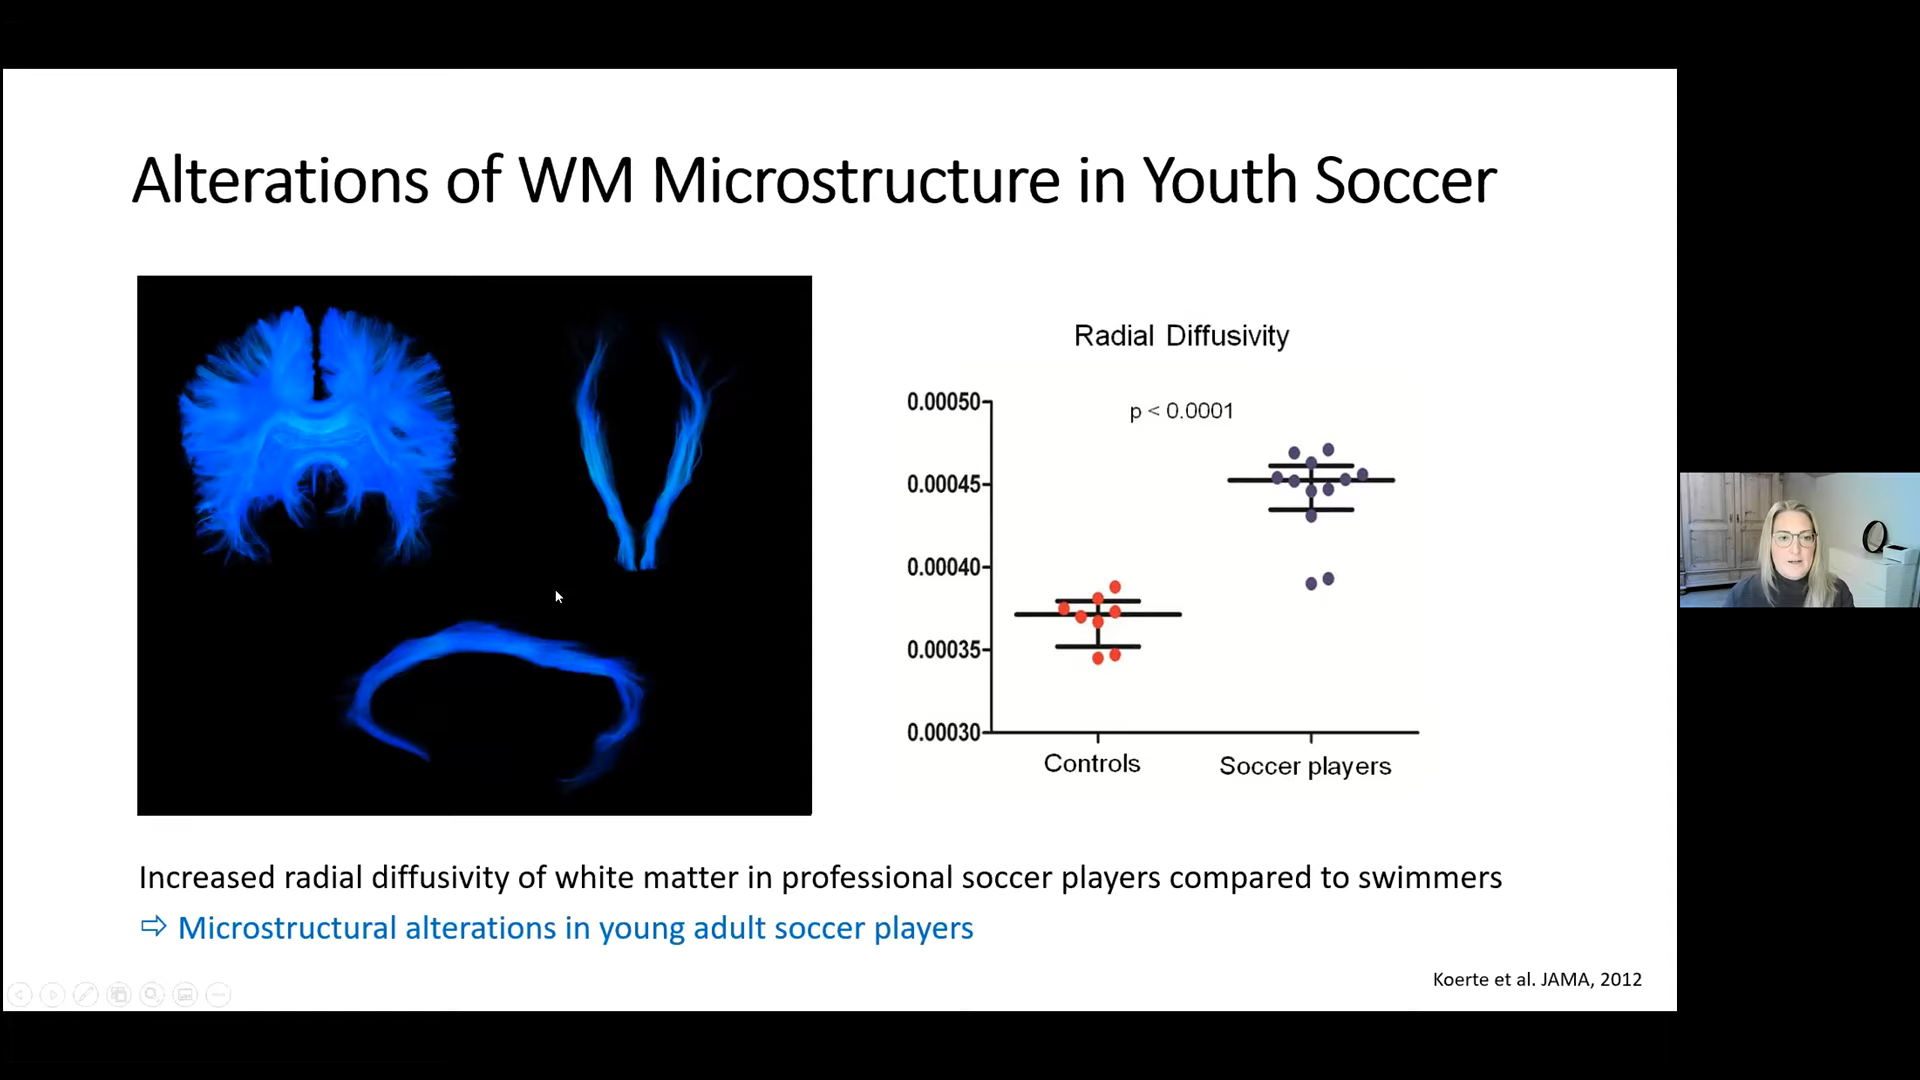 Alterations of WM Microstructure in Youth Soccer
Radial Diffusivity
p < 0.0001
0.00050
0.00045
0.00040
0.00035
0.00030
Controls
Soccer players
Increased radial diffusivity of white matter in professional soccer players compared to swimmers
⇨ Microstructural alterations in young adult soccer players
Koerte et al. JAMA, 2012